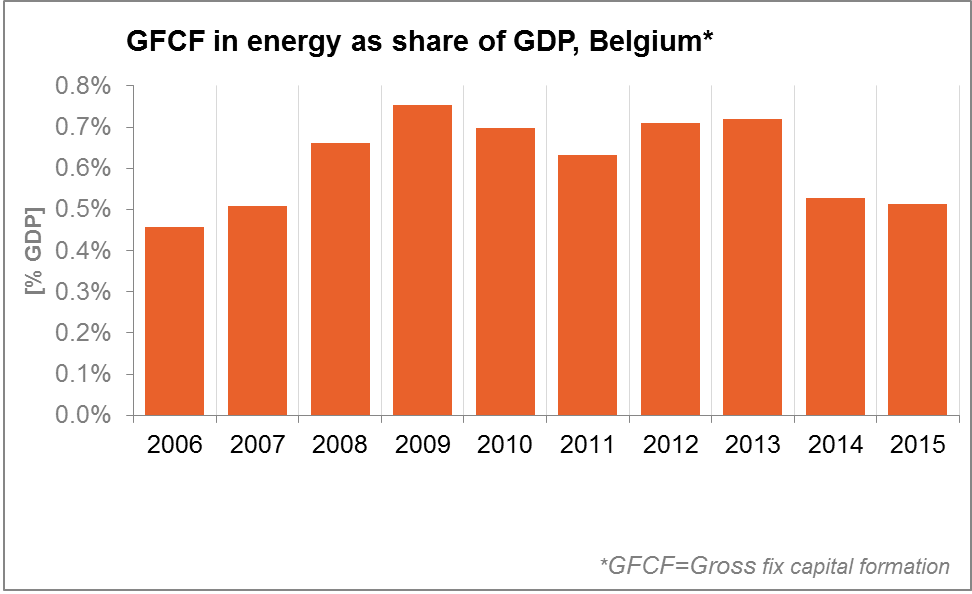 GFCF in energy as share of GDP, Belgium*
[% GDP]
0.8%
0.7%
0.6%
0.5%
0.4%
0.3%
0.2%
0.1%
0.0%
2006 2007 2008 2009 2010 2011 2012 2013 2014 2015
*GFCF=Gross fix capital formation